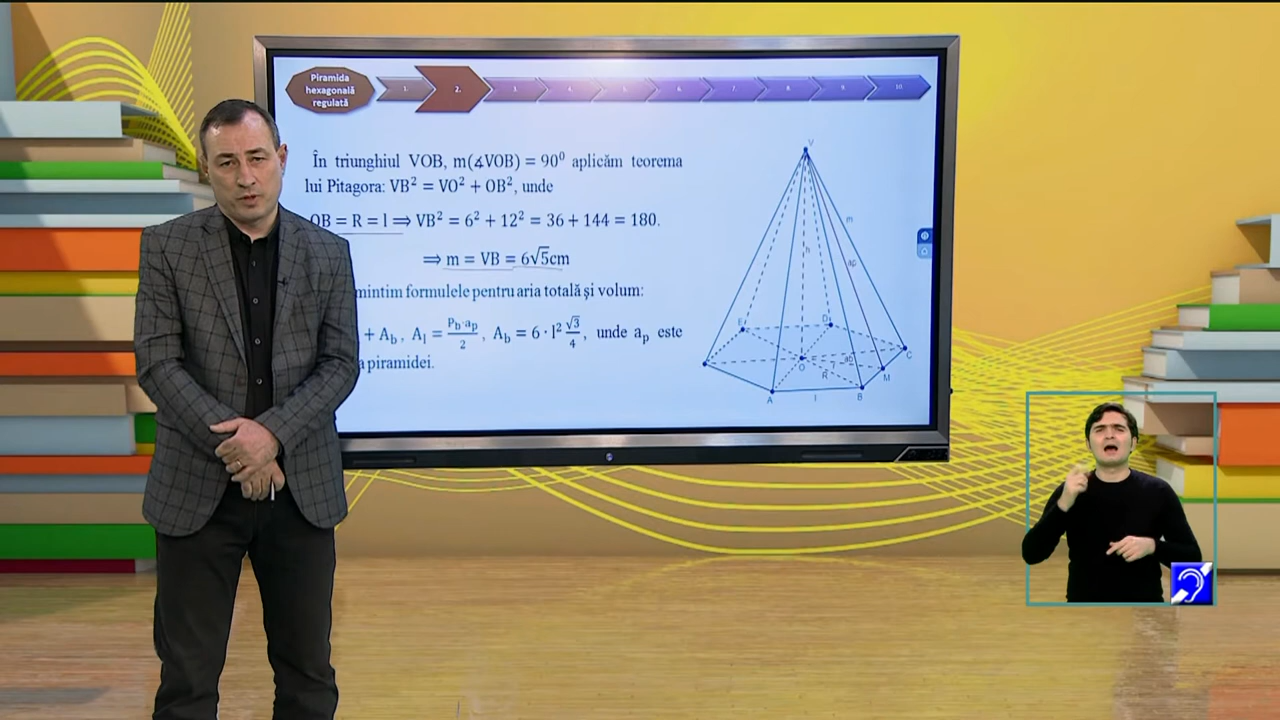 Piramida
hexagonală
regulată
1.
2.
3.
4.
5.
6.
7.
8.
9.
10.
În triunghiul VOB, m(∡VOB) = 90⁰ aplicăm teorema
lui Pitagora: VB² = VO² + OB², unde
OB = R = l ⟹ VB² = 6² + 12² = 36 + 144 = 180.
⟹ m = VB = 6√5cm
mintim formulele pentru aria totală și volum:
+ A_b, A_l = P_b·a_p/2, A_b = 6 · l² √3/4, unde a_p este
a piramidei.
V
m
h
ap
E
D
C
O
ab
R
M
A
l
B